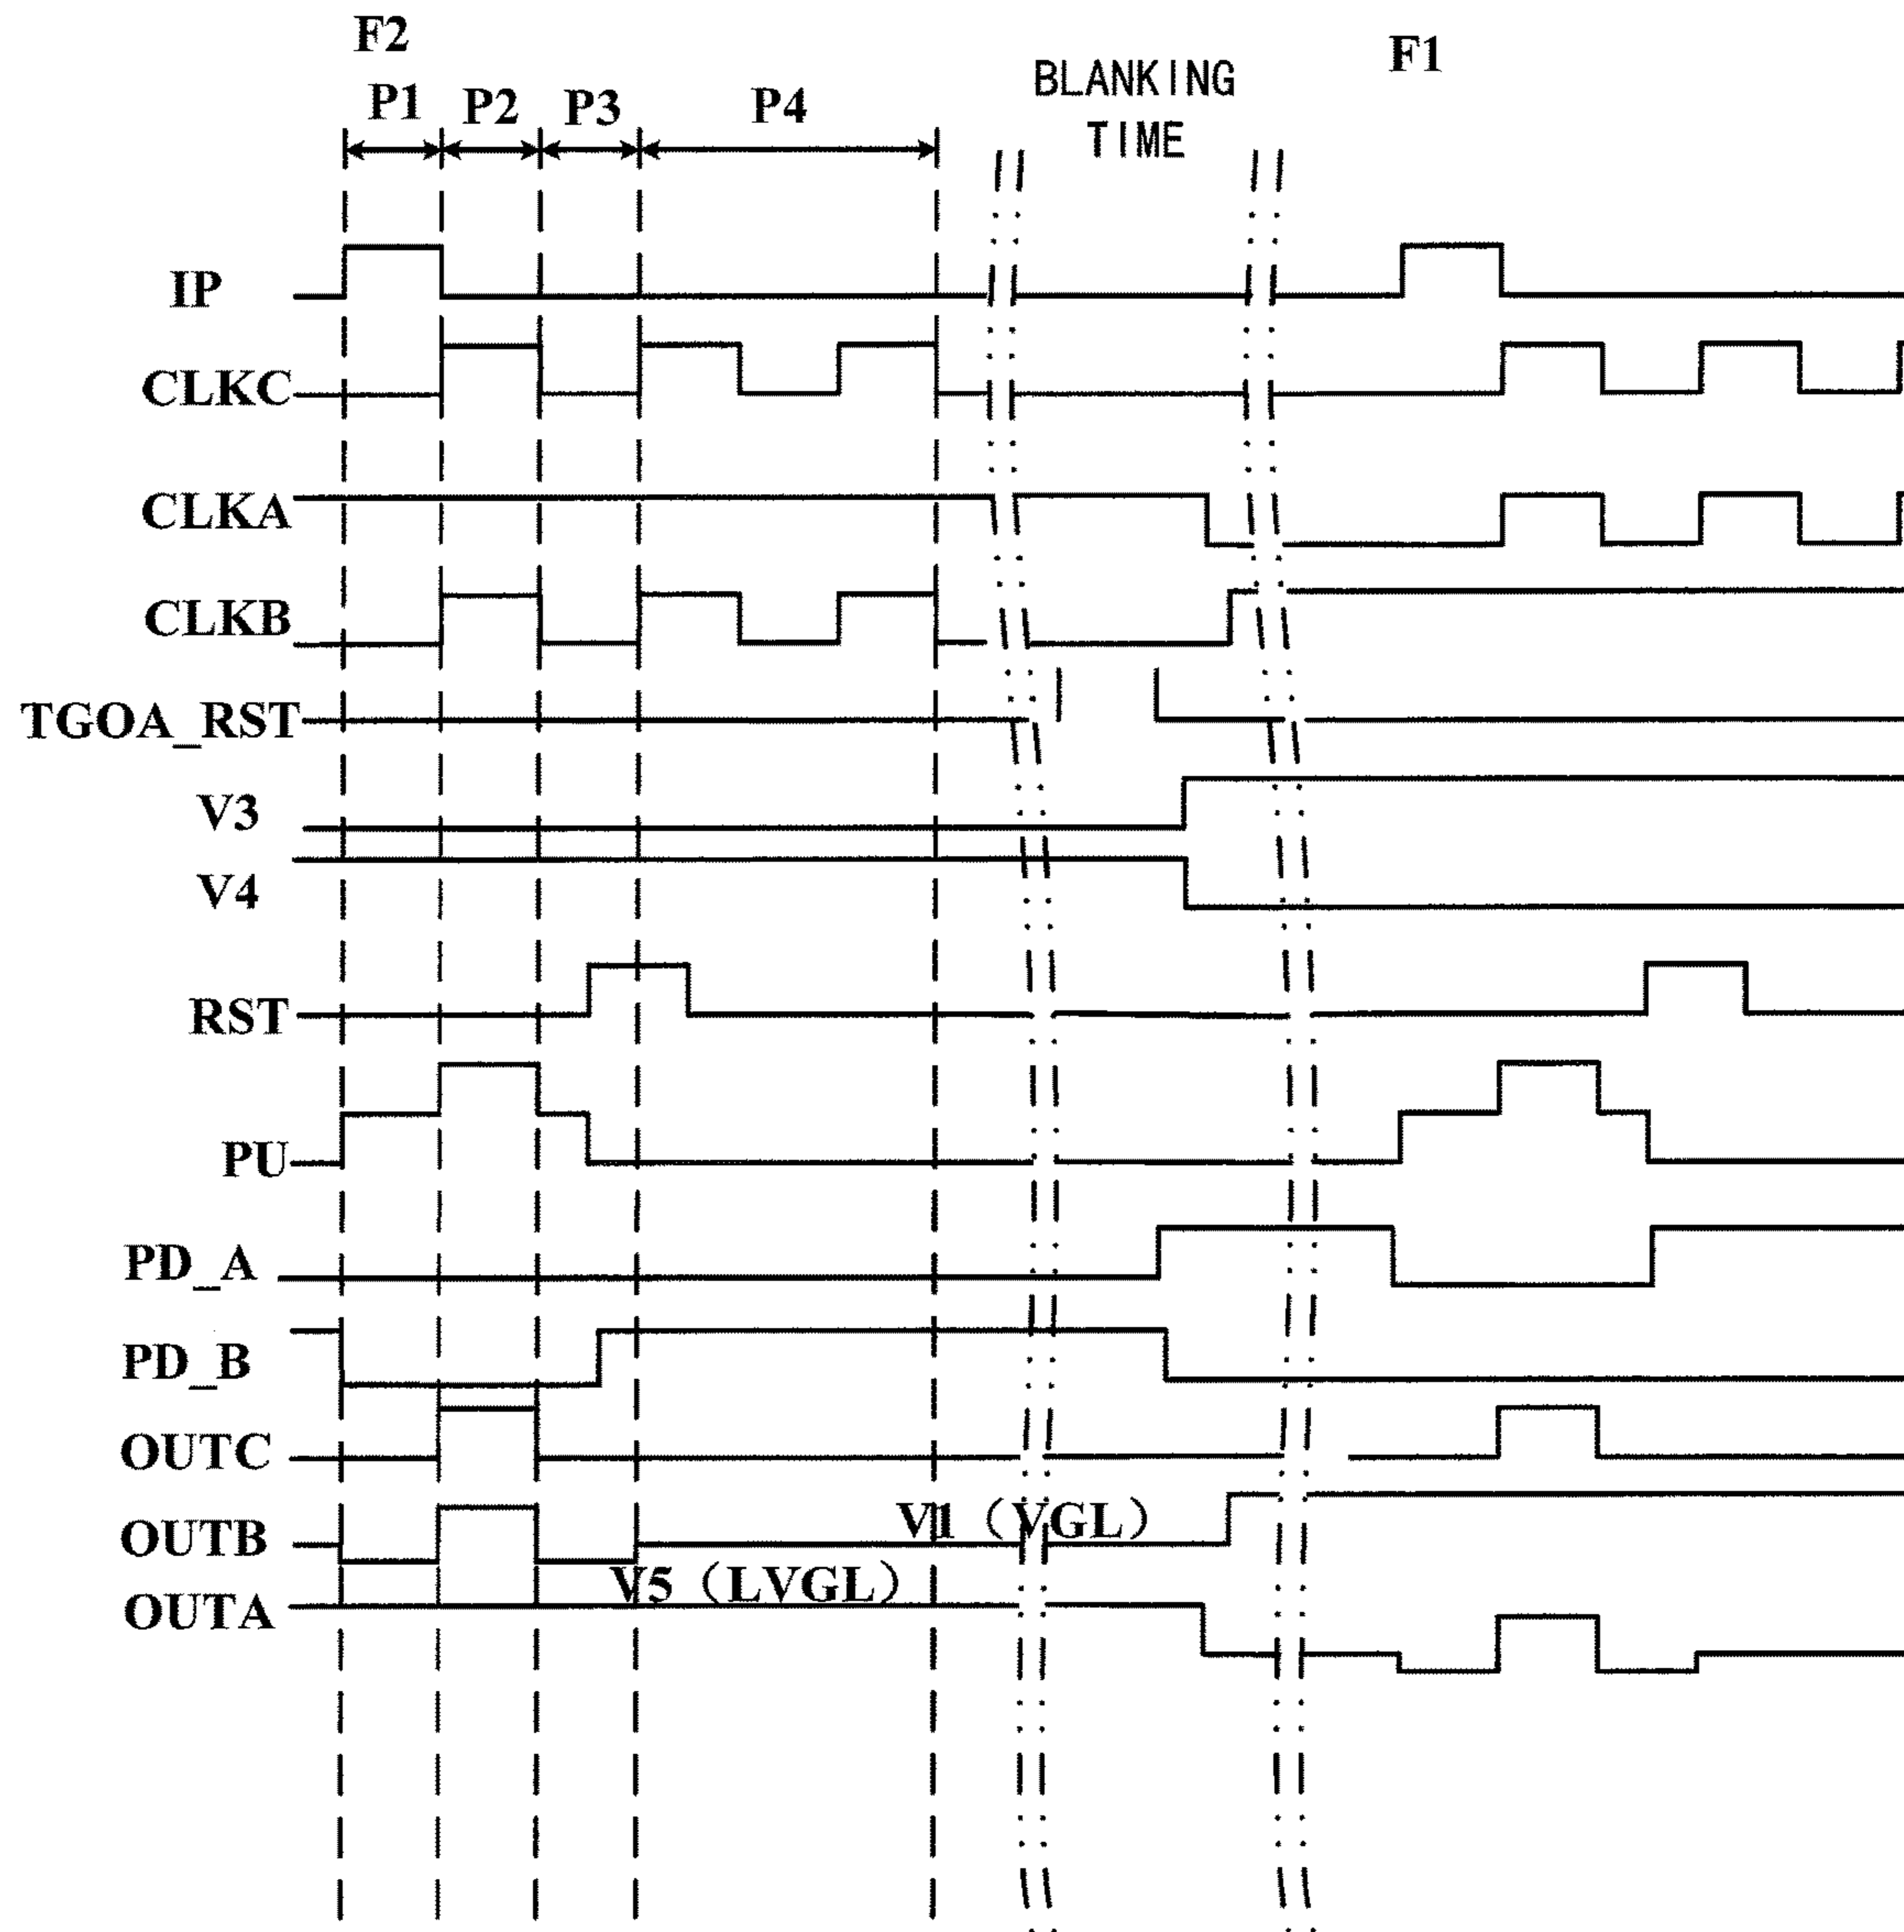 F2
F1
BLANKING
TIME
P1 P2 P3 P4
IP
CLKC
CLKA
CLKB
TGOA_RST
V3
V4
RST
PU
PD_A
PD_B
OUTC
V1（VGL）
OUTB
V5（LVGL）
OUTA